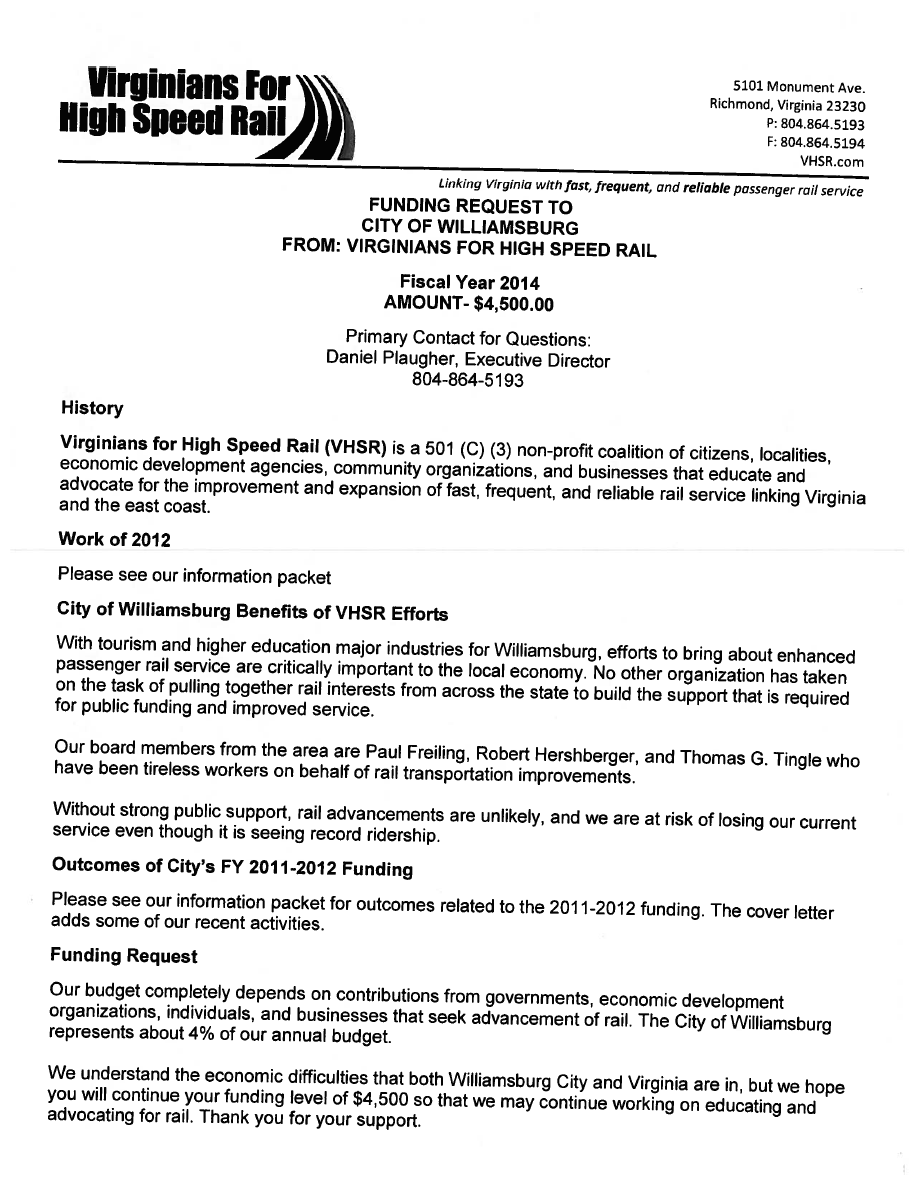 Virginians For
High Speed Rail
5101 Monument Ave.
Richmond, Virginia 23230
P: 804.864.5193
F: 804.864.5194
VHSR.com
Linking Virginia with fast, frequent, and reliable passenger rail service
FUNDING REQUEST TO
CITY OF WILLIAMSBURG
FROM: VIRGINIANS FOR HIGH SPEED RAIL
Fiscal Year 2014
AMOUNT- $4,500.00
Primary Contact for Questions:
Daniel Plaugher, Executive Director
804-864-5193
History
Virginians for High Speed Rail (VHSR) is a 501 (C) (3) non-profit coalition of citizens, localities,
economic development agencies, community organizations, and businesses that educate and
advocate for the improvement and expansion of fast, frequent, and reliable rail service linking Virginia
and the east coast.
Work of 2012
Please see our information packet
City of Williamsburg Benefits of VHSR Efforts
With tourism and higher education major industries for Williamsburg, efforts to bring about enhanced
passenger rail service are critically important to the local economy. No other organization has taken
on the task of pulling together rail interests from across the state to build the support that is required
for public funding and improved service.
Our board members from the area are Paul Freiling, Robert Hershberger, and Thomas G. Tingle who
have been tireless workers on behalf of rail transportation improvements.
Without strong public support, rail advancements are unlikely, and we are at risk of losing our current
service even though it is seeing record ridership.
Outcomes of City's FY 2011-2012 Funding
Please see our information packet for outcomes related to the 2011-2012 funding. The cover letter
adds some of our recent activities.
Funding Request
Our budget completely depends on contributions from governments, economic development
organizations, individuals, and businesses that seek advancement of rail. The City of Williamsburg
represents about 4% of our annual budget.
We understand the economic difficulties that both Williamsburg City and Virginia are in, but we hope
you will continue your funding level of $4,500 so that we may continue working on educating and
advocating for rail. Thank you for your support.